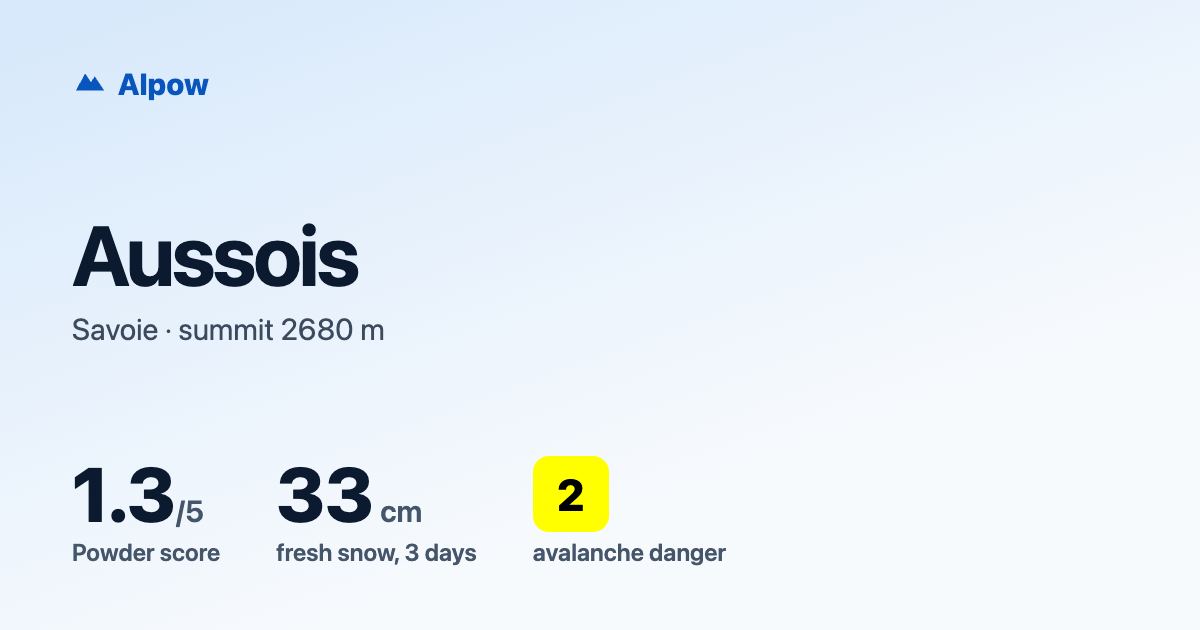 Alpow
Aussois
Savoie · summit 2680 m
1.3/5
Powder score
33 cm
fresh snow, 3 days
2
avalanche danger